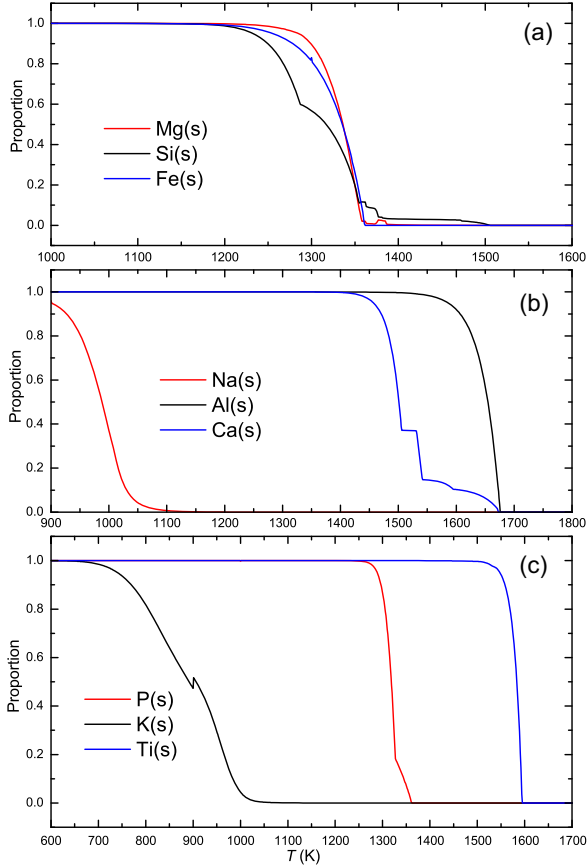 1.0
0.8
0.6
0.4
0.2
0.0
Proportion
(a)
Mg(s)
Si(s)
Fe(s)
1000 1100 1200 1300 1400 1500 1600
1.0
0.8
0.6
0.4
0.2
0.0
Proportion
(b)
Na(s)
Al(s)
Ca(s)
900 1000 1100 1200 1300 1400 1500 1600 1700 1800
1.0
0.8
0.6
0.4
0.2
0.0
Proportion
(c)
P(s)
K(s)
Ti(s)
600 700 800 900 1000 1100 1200 1300 1400 1500 1600 1700
T (K)